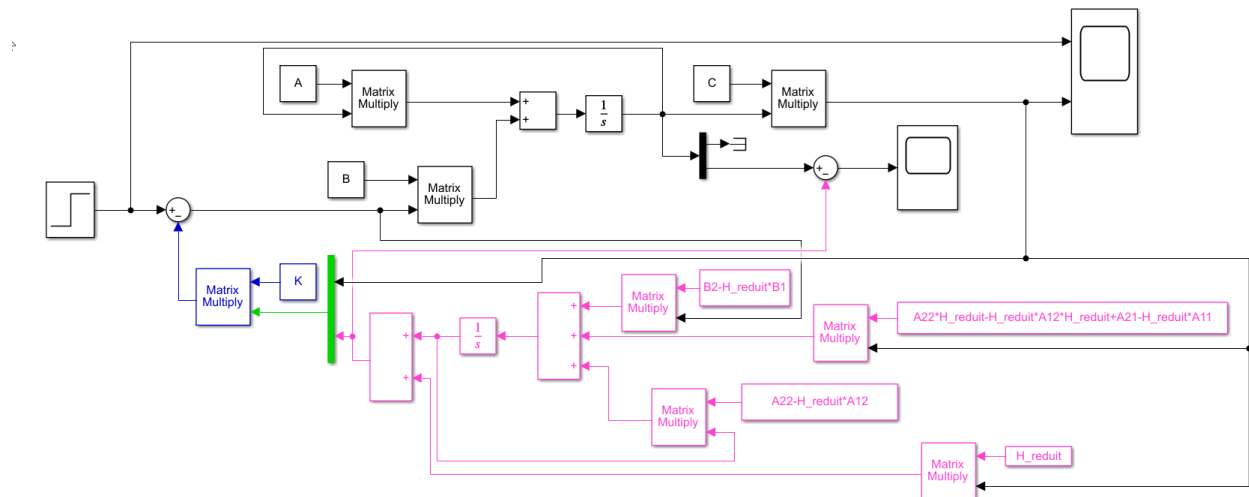 A
Matrix
Multiply
+
+
1
s
C
Matrix
Multiply
B
Matrix
Multiply
+
−
+
−
K
Matrix
Multiply
B2-H_reduit*B1
Matrix
Multiply
+
+
+
1
s
+
+
A22*H_reduit-H_reduit*A12*H_reduit+A21-H_reduit*A11
Matrix
Multiply
A22-H_reduit*A12
Matrix
Multiply
H_reduit
Matrix
Multiply